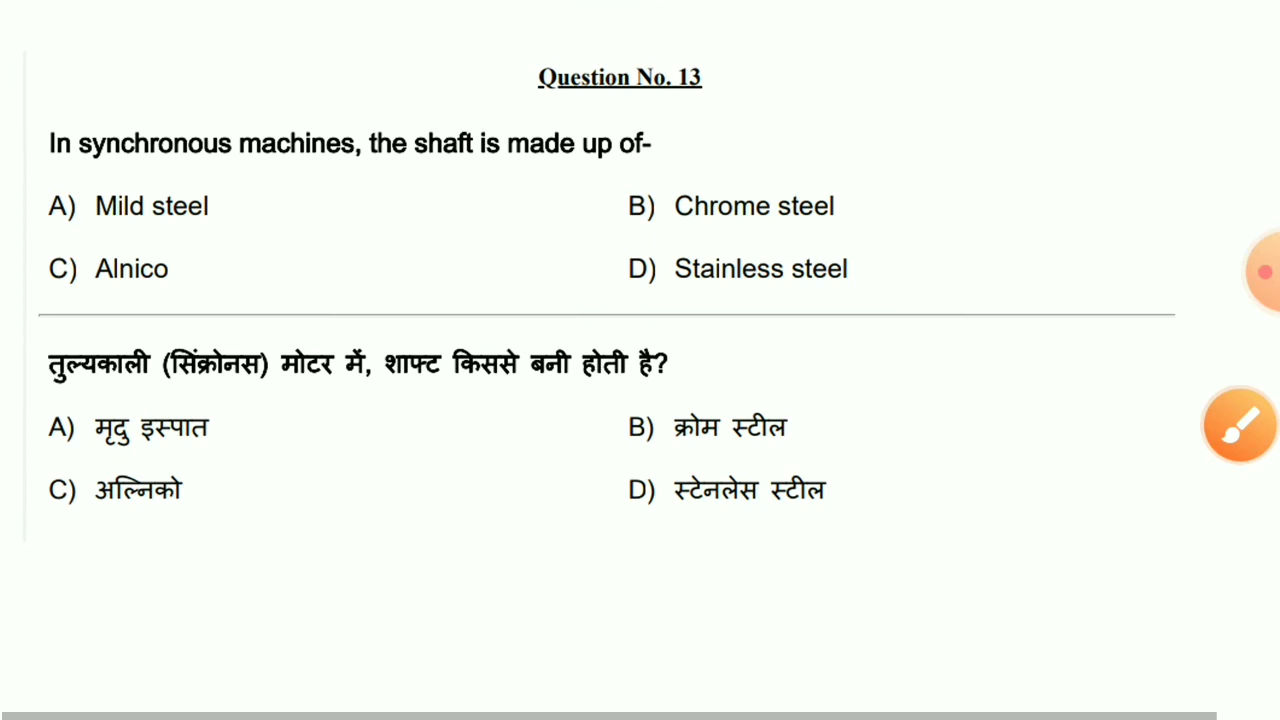 Question No. 13
In synchronous machines, the shaft is made up of-
A) Mild steel B) Chrome steel
C) Alnico D) Stainless steel
तुल्यकाली (सिंक्रोनस) मोटर में, शाफ्ट किससे बनी होती है?
A) मृदु इस्पात B) क्रोम स्टील
C) अल्निको D) स्टेनलेस स्टील